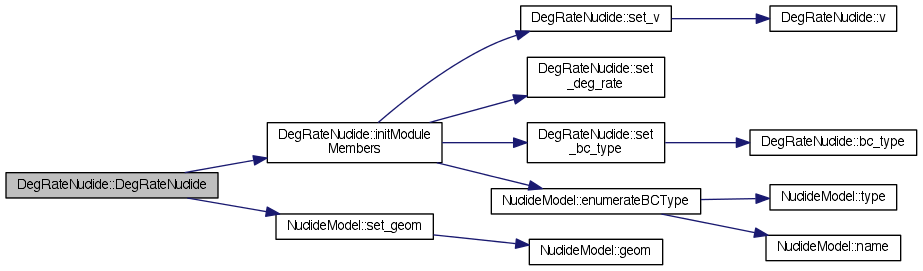 DegRateNuclide::DegRateNuclide
DegRateNuclide::initModule
Members
NuclideModel::set_geom
DegRateNuclide::set_v
DegRateNuclide::set
_deg_rate
DegRateNuclide::set
_bc_type
NuclideModel::enumerateBCType
NuclideModel::geom
DegRateNuclide::v
DegRateNuclide::bc_type
NuclideModel::type
NuclideModel::name